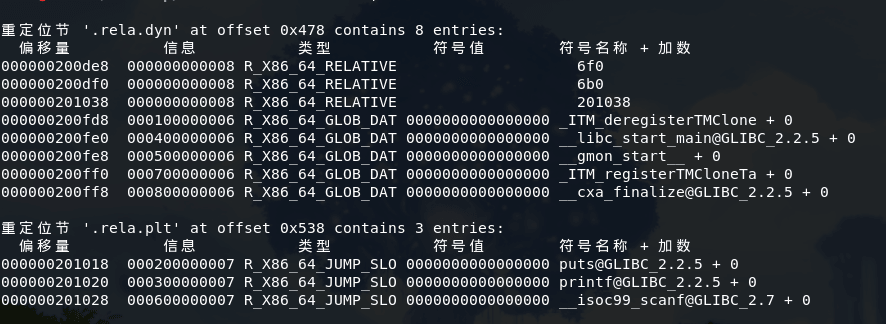 重定位节 '.rela.dyn' at offset 0x478 contains 8 entries:
偏移量 信息 类型 符号值 符号名称 + 加数
000000200de8 000000000008 R_X86_64_RELATIVE 6f0
000000200df0 000000000008 R_X86_64_RELATIVE 6b0
000000201038 000000000008 R_X86_64_RELATIVE 201038
000000200fd8 000100000006 R_X86_64_GLOB_DAT 0000000000000000 _ITM_deregisterTMClone + 0
000000200fe0 000400000006 R_X86_64_GLOB_DAT 0000000000000000 __libc_start_main@GLIBC_2.2.5 + 0
000000200fe8 000500000006 R_X86_64_GLOB_DAT 0000000000000000 __gmon_start__ + 0
000000200ff0 000700000006 R_X86_64_GLOB_DAT 0000000000000000 _ITM_registerTMCloneTa + 0
000000200ff8 000800000006 R_X86_64_GLOB_DAT 0000000000000000 __cxa_finalize@GLIBC_2.2.5 + 0
重定位节 '.rela.plt' at offset 0x538 contains 3 entries:
偏移量 信息 类型 符号值 符号名称 + 加数
000000201018 000200000007 R_X86_64_JUMP_SLO 0000000000000000 puts@GLIBC_2.2.5 + 0
000000201020 000300000007 R_X86_64_JUMP_SLO 0000000000000000 printf@GLIBC_2.2.5 + 0
000000201028 000600000007 R_X86_64_JUMP_SLO 0000000000000000 __isoc99_scanf@GLIBC_2.7 + 0